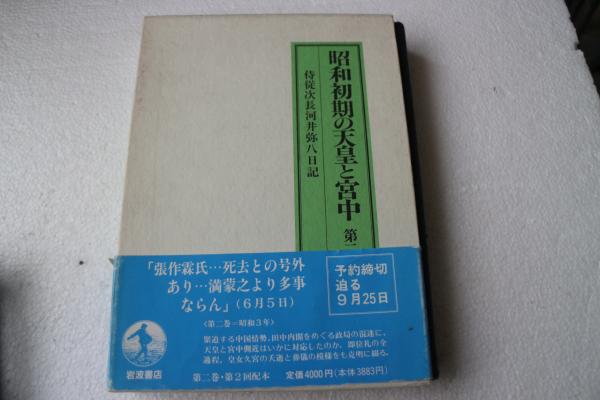 昭和初期の天皇と宮中 第二
侍従次長河井弥八日記
「張作霖氏…死去との号外
あり…満蒙之より多事
ならん」(6月5日)
予約締切
迫る
9月25日
〈第二巻=昭和3年〉
緊迫する中国情勢、田中内閣をめぐる政局の混迷に、
天皇と宮中側近はいかに対応したのか。即位礼の全
過程、皇女久宮の夭逝と葬儀の模様をも克明に綴る。
岩波書店
第二巻・第2回配本 定価4000円(本体3883円)